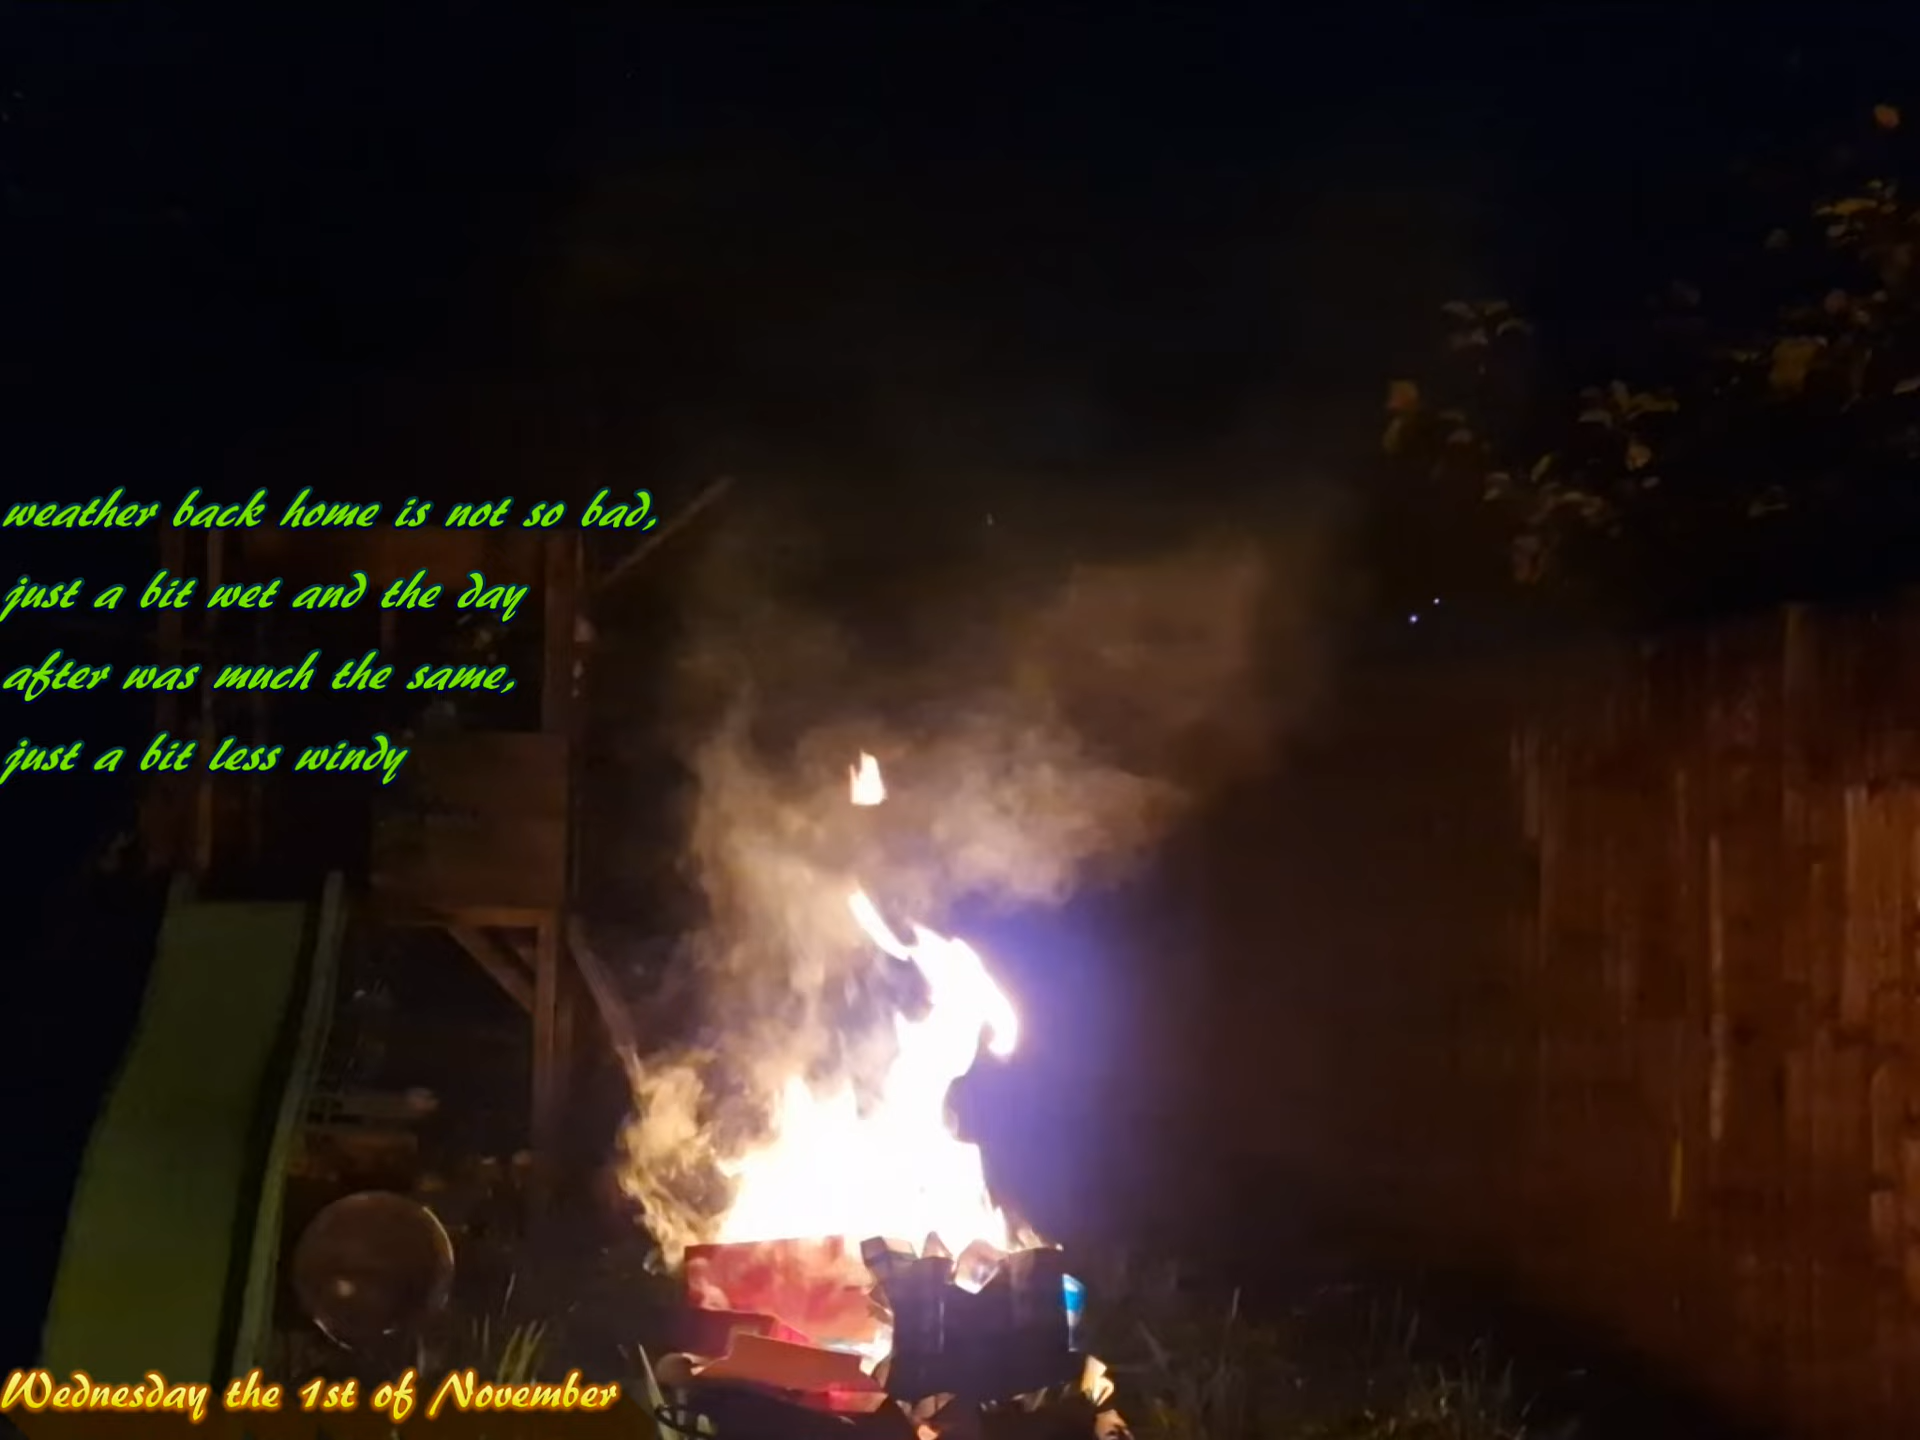 weather back home is not so bad,
just a bit wet and the day
after was much the same,
just a bit less windy
Wednesday the 1st of November